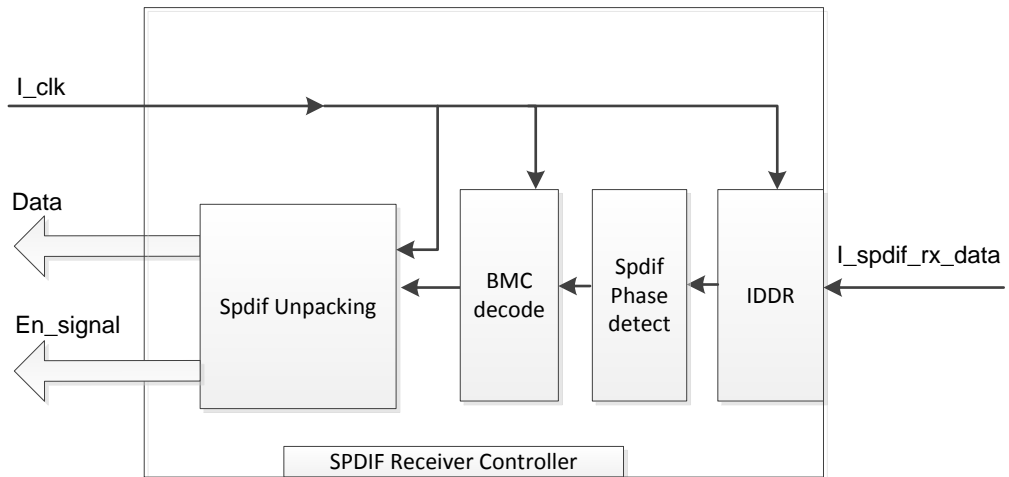 I_clk
Data
En_signal
Spdif Unpacking
BMC
decode
Spdif
Phase
detect
IDDR
I_spdif_rx_data
SPDIF Receiver Controller